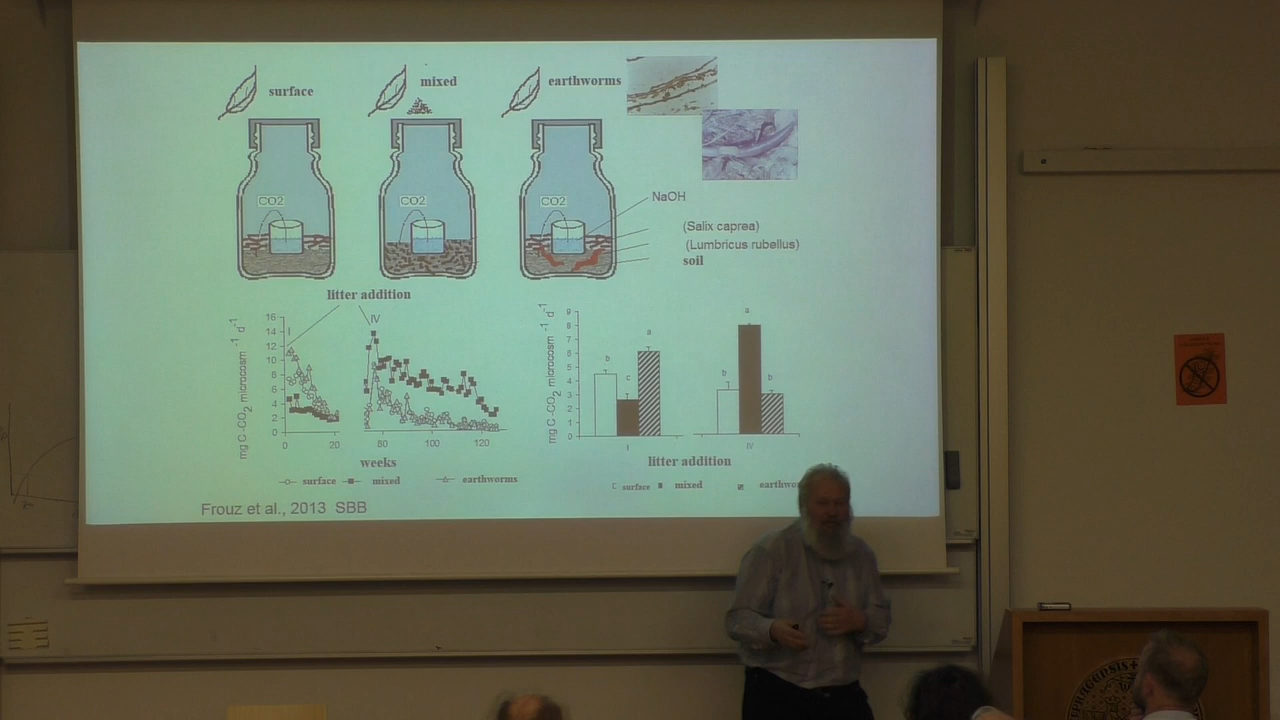 surface
mixed
earthworms
CO2
CO2
CO2
NaOH
(Salix caprea)
(Lumbricus rubellus)
soil
litter addition
I
IV
mg C -CO2 microcosm -1 d-1
16
14
12
10
8
6
4
2
0
0 20 80 100 120
weeks
surface mixed earthworms
mg C -CO2 microcosm -1 d-1
9
8
7
6
5
4
3
2
1
0
b c a b a b
I IV
litter addition
surface mixed earthwo
Frouz et al., 2013 SBB
PRAGENSIS